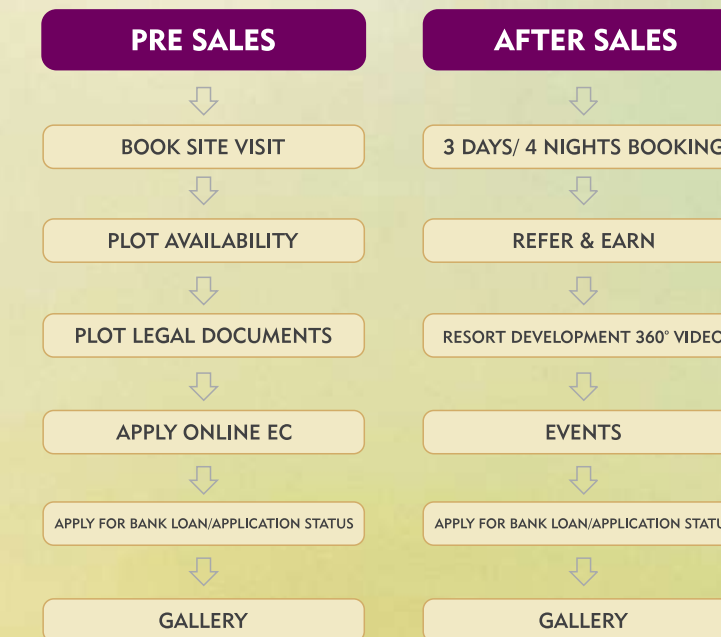 PRE SALES
BOOK SITE VISIT
PLOT AVAILABILITY
PLOT LEGAL DOCUMENTS
APPLY ONLINE EC
APPLY FOR BANK LOAN/APPLICATION STATUS
GALLERY
AFTER SALES
3 DAYS/ 4 NIGHTS BOOKING
REFER & EARN
RESORT DEVELOPMENT 360° VIDEO
EVENTS
APPLY FOR BANK LOAN/APPLICATION STATU
GALLERY